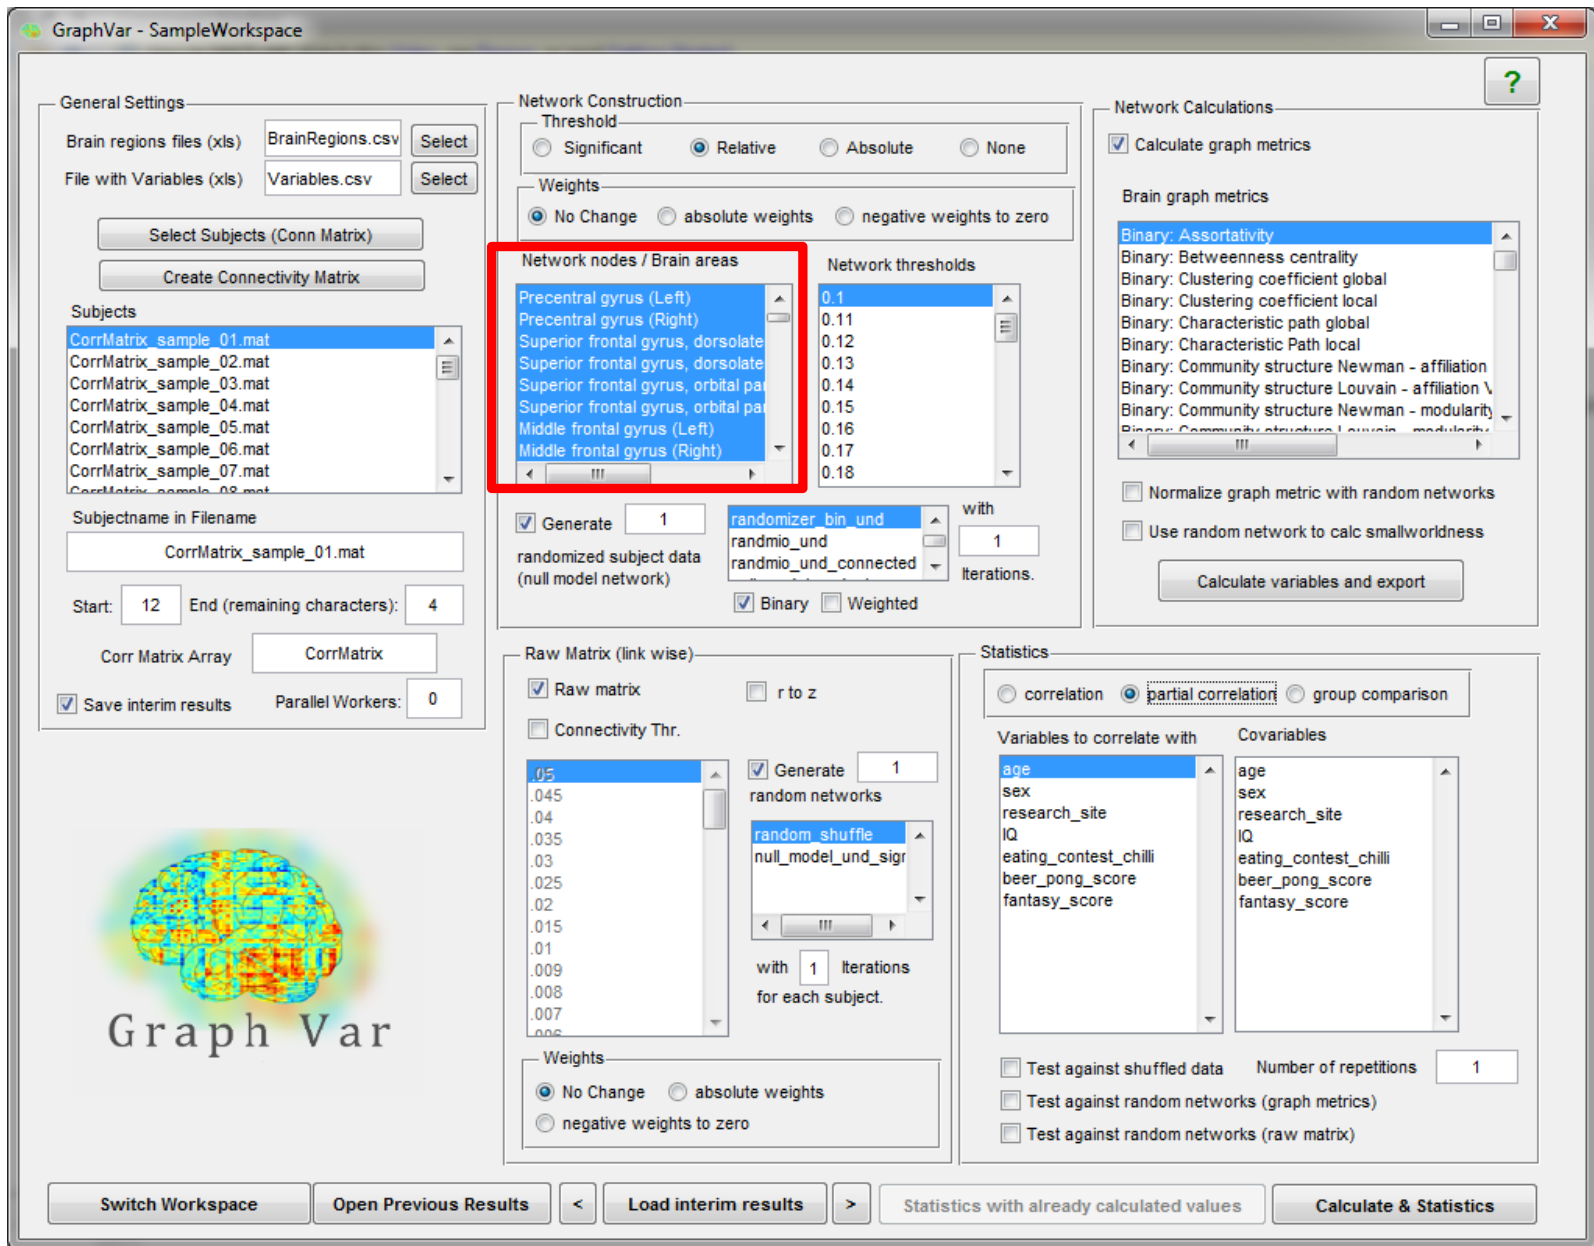 GraphVar - SampleWorkspace
?
General Settings
Brain regions files (xls)
BrainRegions.csv
Select
File with Variables (xls)
Variables.csv
Select
Select Subjects (Conn Matrix)
Create Connectivity Matrix
Subjects
CorrMatrix_sample_01.mat
CorrMatrix_sample_02.mat
CorrMatrix_sample_03.mat
CorrMatrix_sample_04.mat
CorrMatrix_sample_05.mat
CorrMatrix_sample_06.mat
CorrMatrix_sample_07.mat
CorrMatrix_sample_08.mat
Subjectname in Filename
CorrMatrix_sample_01.mat
Start: 12 End (remaining characters): 4
Corr Matrix Array CorrMatrix
Save interim results Parallel Workers: 0
Graph Var
Network Construction
Threshold
Significant Relative Absolute None
Weights
No Change absolute weights negative weights to zero
Network nodes / Brain areas
Precentral gyrus (Left)
Precentral gyrus (Right)
Superior frontal gyrus, dorsolate
Superior frontal gyrus, dorsolate
Superior frontal gyrus, orbital par
Superior frontal gyrus, orbital par
Middle frontal gyrus (Left)
Middle frontal gyrus (Right)
Network thresholds
0.1
0.11
0.12
0.13
0.14
0.15
0.16
0.17
0.18
Generate 1
randomized subject data
(null model network)
randomizer_bin_und
randmio_und
randmio_und_connected
with
1
Iterations.
Binary Weighted
Raw Matrix (link wise)
Raw matrix r to z
Connectivity Thr.
.05
.045
.04
.035
.03
.025
.02
.015
.01
.009
.008
.007
.006
Generate 1
random networks
random_shuffle
null_model_und_sigr
with 1 Iterations
for each subject.
Weights
No Change absolute weights
negative weights to zero
Network Calculations
Calculate graph metrics
Brain graph metrics
Binary: Assortativity
Binary: Betweenness centrality
Binary: Clustering coefficient global
Binary: Clustering coefficient local
Binary: Characteristic path global
Binary: Characteristic Path local
Binary: Community structure Newman - affiliation
Binary: Community structure Louvain - affiliation V
Binary: Community structure Newman - modularity
Binary: Community structure Louvain - modularity
Normalize graph metric with random networks
Use random network to calc smallworldness
Calculate variables and export
Statistics
correlation partial correlation group comparison
Variables to correlate with
age
sex
research_site
IQ
eating_contest_chilli
beer_pong_score
fantasy_score
Covariables
age
sex
research_site
IQ
eating_contest_chilli
beer_pong_score
fantasy_score
Test against shuffled data Number of repetitions 1
Test against random networks (graph metrics)
Test against random networks (raw matrix)
Switch Workspace
Open Previous Results
<
Load interim results
>
Statistics with already calculated values
Calculate & Statistics